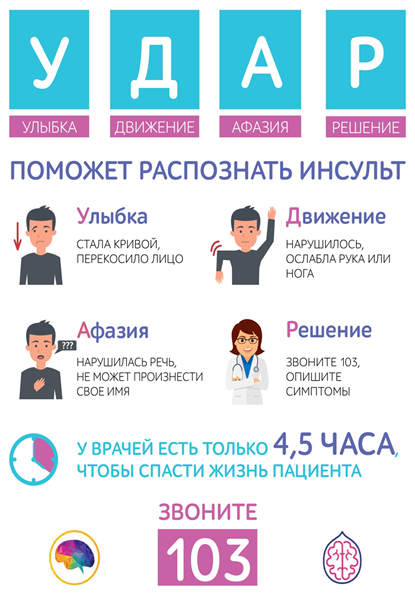 У Д А Р
УЛЫБКА ДВИЖЕНИЕ АФАЗИЯ РЕШЕНИЕ
ПОМОЖЕТ РАСПОЗНАТЬ ИНСУЛЬТ
Улыбка
СТАЛА КРИВОЙ,
ПЕРЕКОСИЛО ЛИЦО
Движение
НАРУШИЛОСЬ,
ОСЛАБЛА РУКА ИЛИ
НОГА
???
Афазия
НАРУШИЛАСЬ РЕЧЬ,
НЕ МОЖЕТ ПРОИЗНЕСТИ
СВОЕ ИМЯ
Решение
ЗВОНИТЕ 103,
ОПИШИТЕ
СИМПТОМЫ
У ВРАЧЕЙ ЕСТЬ ТОЛЬКО 4,5 ЧАСА,
ЧТОБЫ СПАСТИ ЖИЗНЬ ПАЦИЕНТА
ЗВОНИТЕ
103